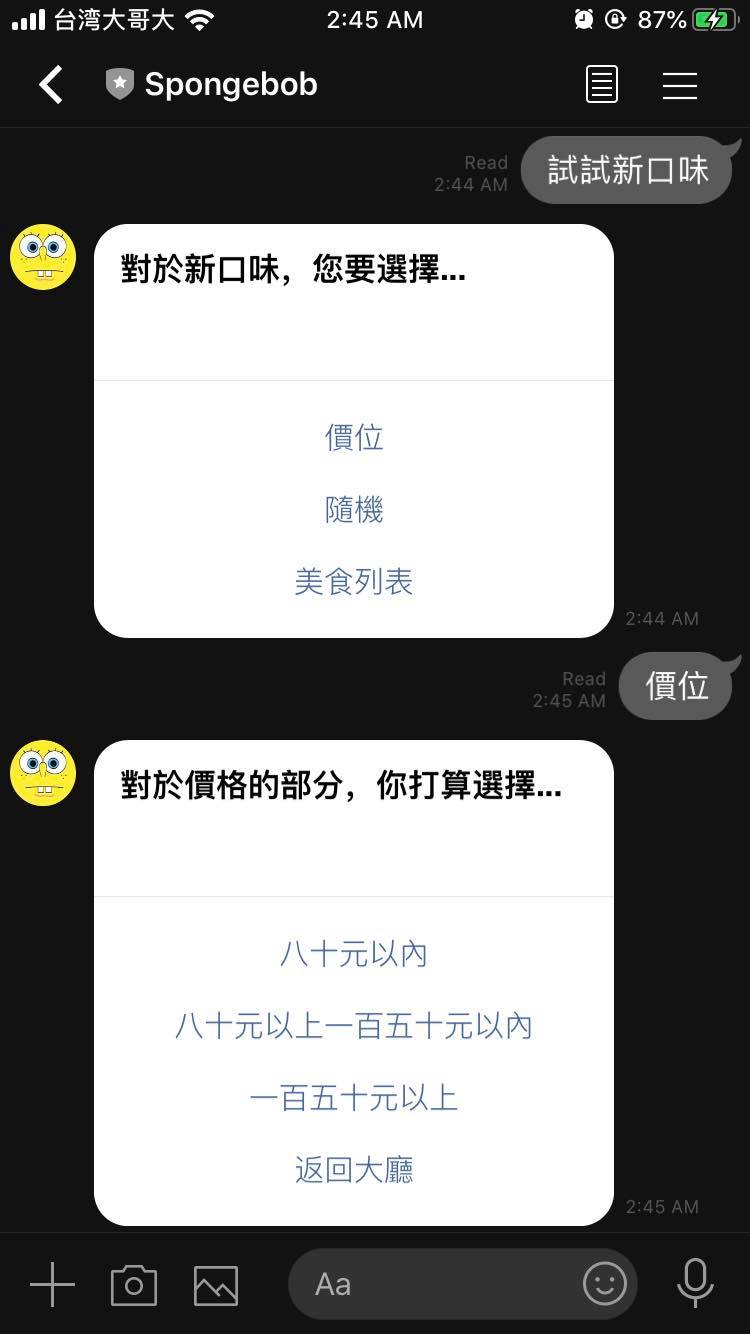 台湾大哥大 2:45 AM 87%
Spongebob
Read
2:44 AM
試試新口味
對於新口味，您要選擇...
價位
隨機
美食列表
2:44 AM
Read
2:45 AM
價位
對於價格的部分，你打算選擇...
八十元以內
八十元以上一百五十元以內
一百五十元以上
返回大廳
2:45 AM
Aa